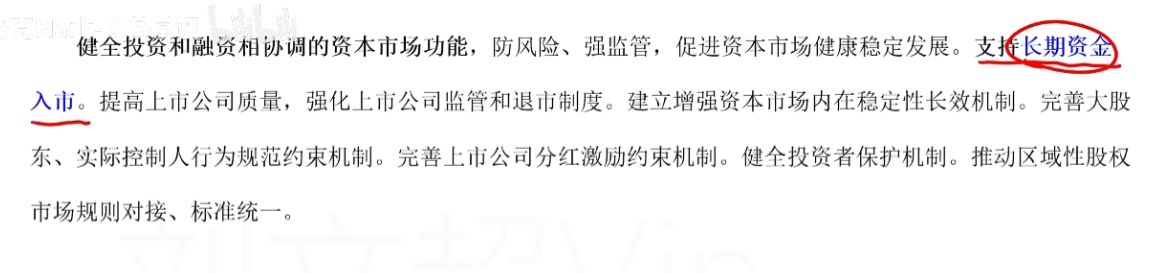 健全投资和融资相协调的资本市场功能，防风险、强监管，促进资本市场健康稳定发展。支持长期资金
入市。提高上市公司质量，强化上市公司监管和退市制度。建立增强资本市场内在稳定性长效机制。完善大股
东、实际控制人行为规范约束机制。完善上市公司分红激励约束机制。健全投资者保护机制。推动区域性股权
市场规则对接、标准统一。